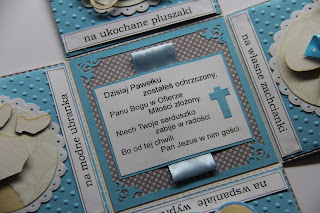 na ukochane pluszaki
na modne ubranka
Dzisiaj Pawełku
zostałeś ochrzczony,
Panu Bogu w Ofierze
Miłości złożony.
Niech Twoje serduszko
zabije w radości
Bo od tej chwili
Pan Jezus w nim gości.
na własne zachcianki
na wspaniałe